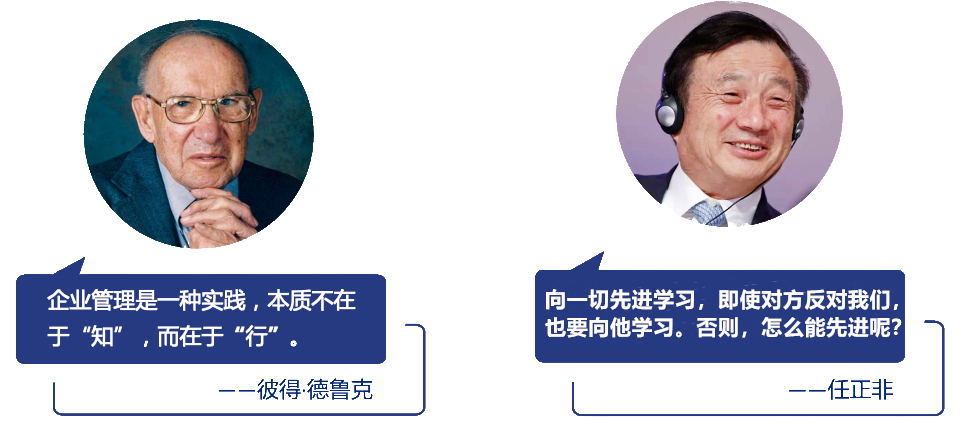 企业管理是一种实践，本质不在
于“知”，而在于“行”。
——彼得·德鲁克
向一切先进学习，即使对方反对我们，
也要向他学习。否则，怎么能先进呢？
——任正非